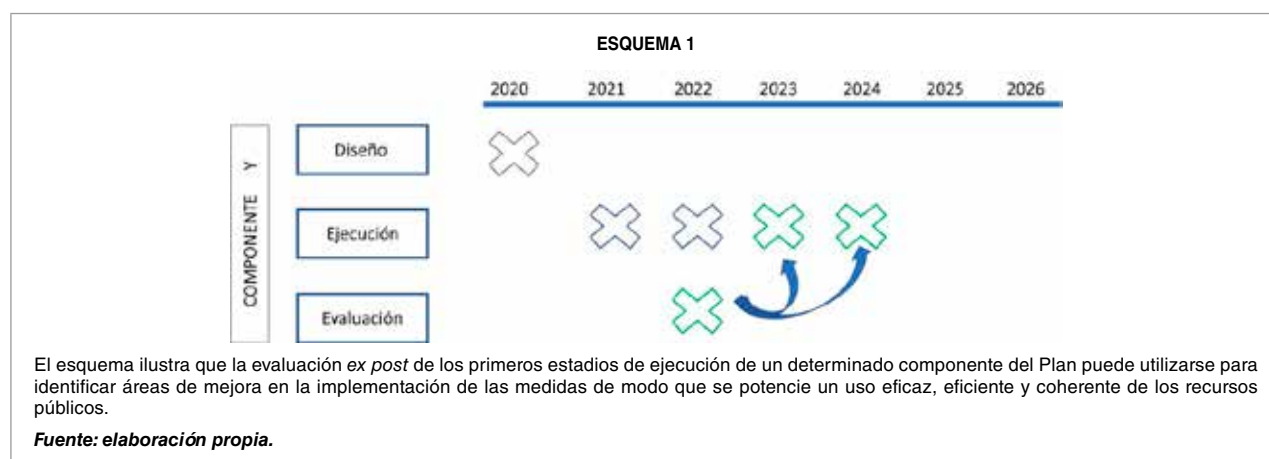 ESQUEMA 1
2020 2021 2022 2023 2024 2025 2026
COMPONENTE Y
Diseño
Ejecución
Evaluación
El esquema ilustra que la evaluación ex post de los primeros estadios de ejecución de un determinado componente del Plan puede utilizarse para
identificar áreas de mejora en la implementación de las medidas de modo que se potencie un uso eficaz, eficiente y coherente de los recursos
públicos.
Fuente: elaboración propia.